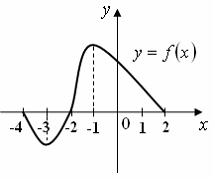 y
y = f(x)
-4 -3 -2 -1 0 1 2 x